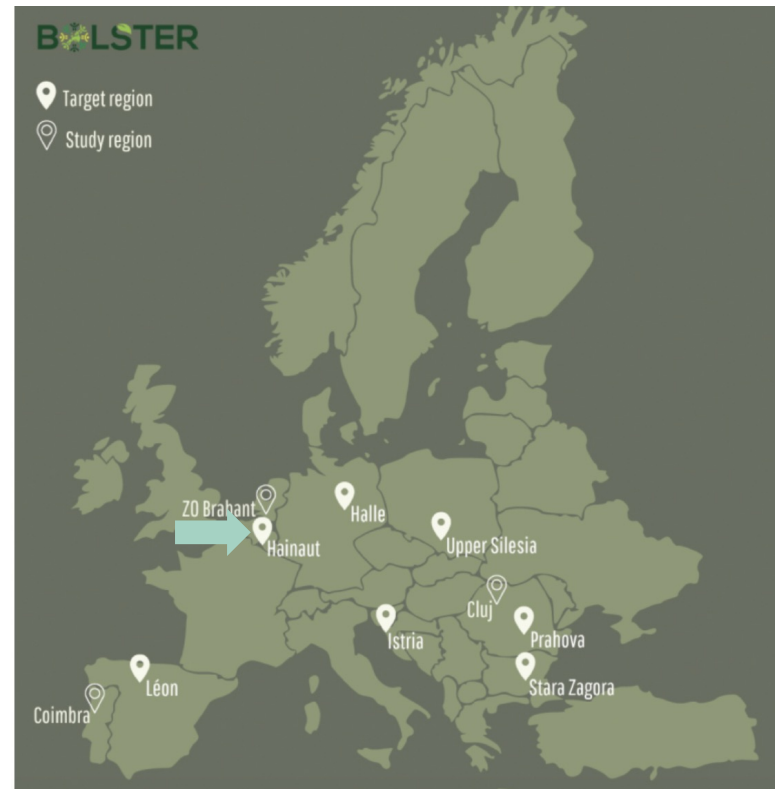 BOLSTER
Target region
Study region
ZO Brabant
Hainaut
Halle
Upper Silesia
Cluj
Prahova
Istria
Stara Zagora
Léon
Coimbra